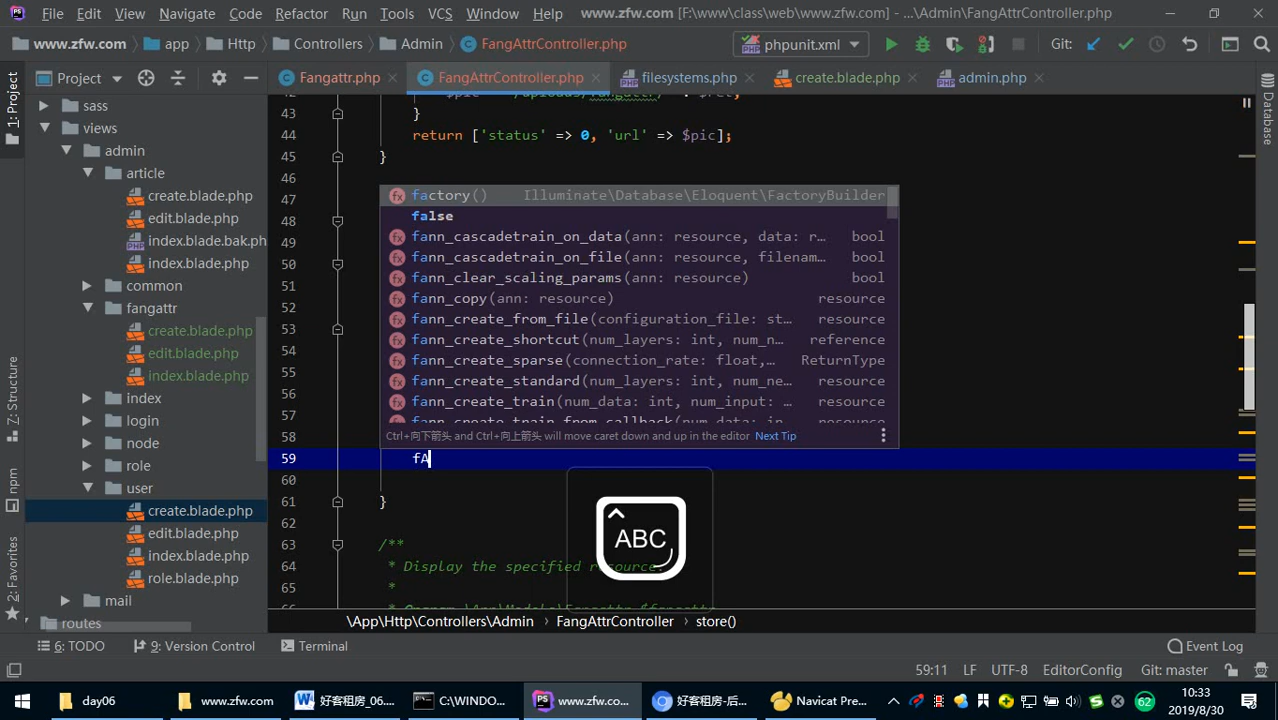 File Edit View Navigate Code Refactor Run Tools VCS Window Help www.zfw.com [F:\www\class\web\www.zfw.com] - ...\Admin\FangAttrController.php
www.zfw.com app Http Controllers Admin FangAttrController.php phpunit.xml Git:
1: Project
Project
Fangattr.php FangAttrController.php filesystems.php create.blade.php admin.php
Database
sass
views
admin
article
create.blade.php
edit.blade.php
index.blade.bak.ph
index.blade.php
common
fangattr
create.blade.php
edit.blade.php
index.blade.php
index
login
node
role
user
create.blade.php
edit.blade.php
index.blade.php
role.blade.php
mail
routes
Z: Structure
npm
2: Favorites
43 }
44 return ['status' => 0, 'url' => $pic];
45 }
46
47
48
49
50
51
52
53
54
55
56
57
58
59 fA
60
61 }
62
63 /**
64 * Display the specified resource.
65 *
factory() Illuminate\Database\Eloquent\FactoryBuilder
false
fann_cascadetrain_on_data(ann: resource, data: r… bool
fann_cascadetrain_on_file(ann: resource, filenam… bool
fann_clear_scaling_params(ann: resource) bool
fann_copy(ann: resource) resource
fann_create_from_file(configuration_file: st… resource
fann_create_shortcut(num_layers: int, num_n… reference
fann_create_sparse(connection_rate: float,… ReturnType
fann_create_standard(num_layers: int, num_ne… resource
fann_create_train(num_data: int, num_input: … resource
Ctrl+向下箭头 and Ctrl+向上箭头 will move caret down and up in the editor Next Tip
ABC
\App\Http\Controllers\Admin FangAttrController store()
6: TODO 9: Version Control Terminal Event Log
59:11 LF UTF-8 EditorConfig Git: master
day06 www.zfw.com 好客租房_06.... C:\WINDO... www.zfw.co... 好客租房-后... Navicat Pre... 62 10:33
2019/8/30